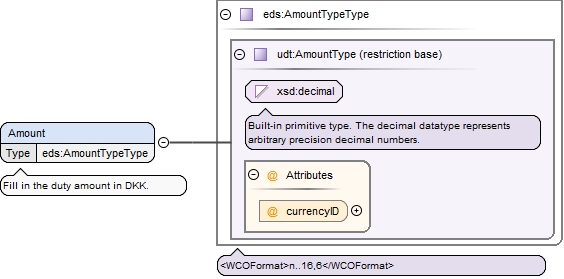 eds:AmountTypeType
udt:AmountType (restriction base)
xsd:decimal
Built-in primitive type. The decimal datatype represents
arbitrary precision decimal numbers.
Amount
Type eds:AmountTypeType
Fill in the duty amount in DKK.
@ Attributes
@ currencyID
<WCOFormat>n..16,6</WCOFormat>